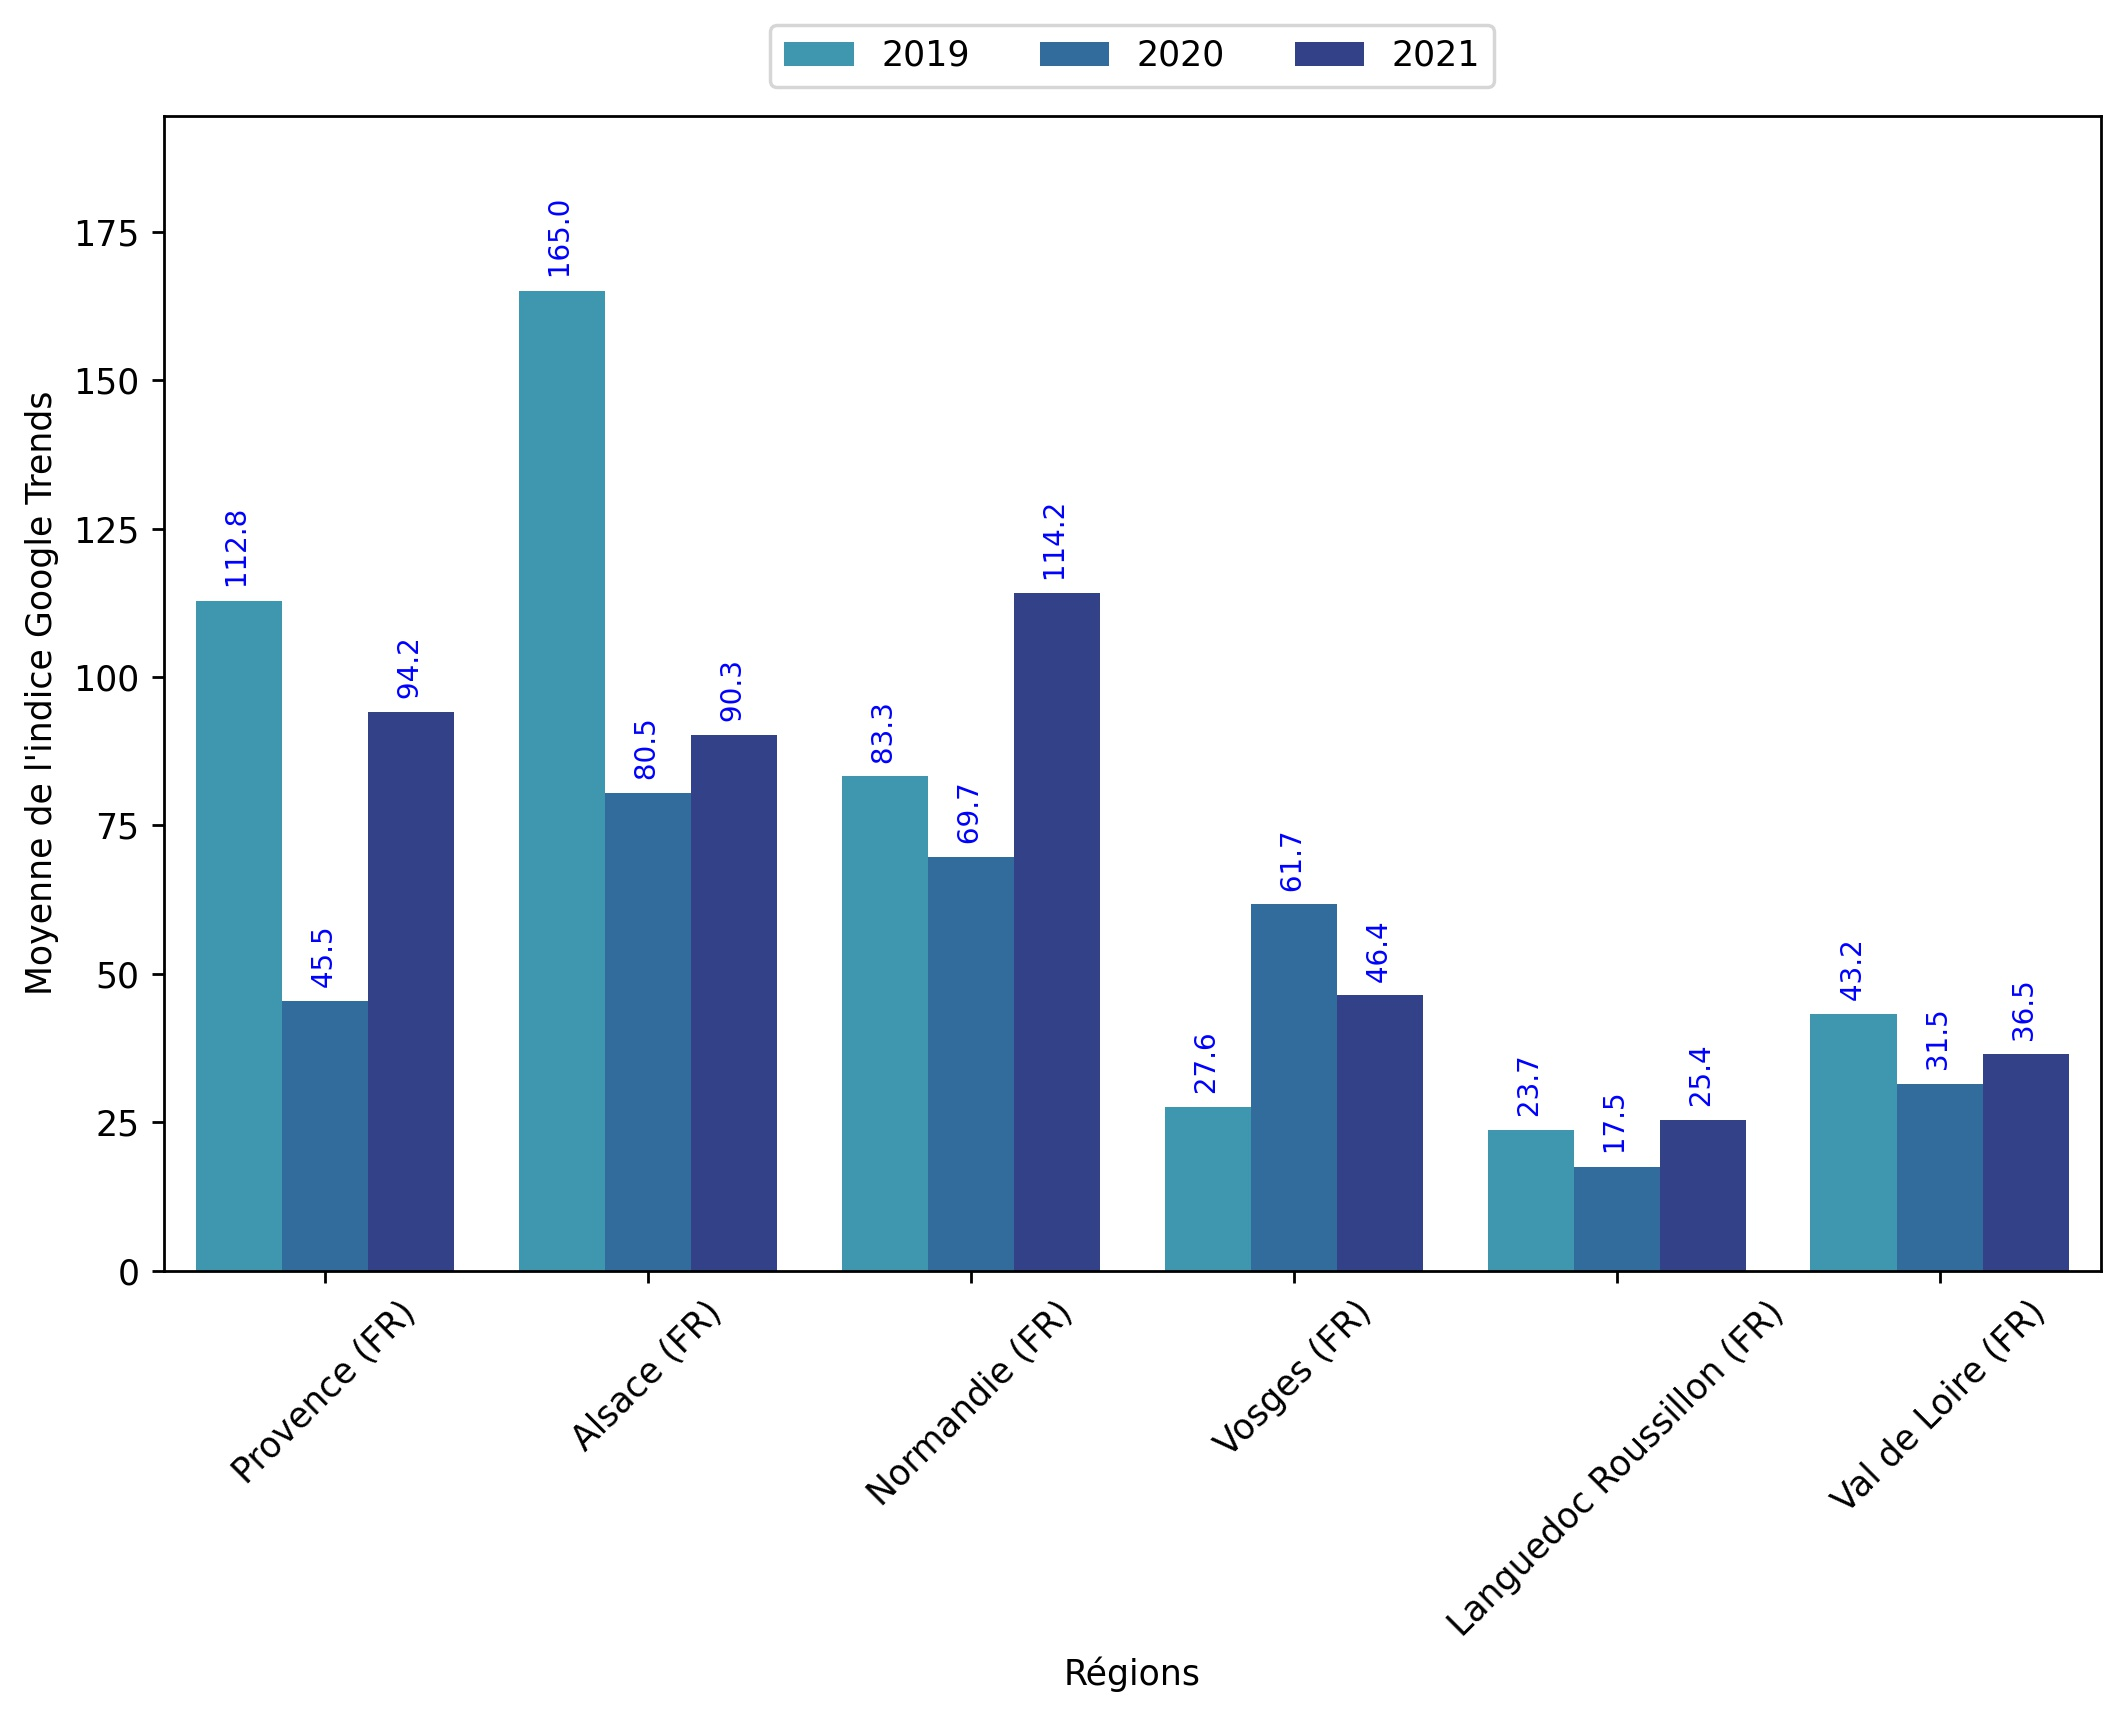 2019 2020 2021
Moyenne de l'indice Google Trends
175
150
125
100
75
50
25
0
112.8
45.5
94.2
165.0
80.5
90.3
83.3
69.7
114.2
27.6
61.7
46.4
23.7
17.5
25.4
43.2
31.5
36.5
Provence (FR)
Alsace (FR)
Normandie (FR)
Vosges (FR)
Languedoc Roussillon (FR)
Val de Loire (FR)
Régions